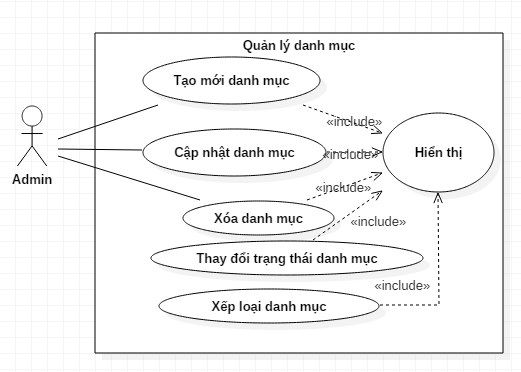 Quản lý danh mục
Tạo mới danh mục
«include»
Admin
Cập nhật danh mục
«include»
Hiển thị
«include»
Xóa danh mục
«include»
Thay đổi trạng thái danh mục
«include»
Xếp loại danh mục